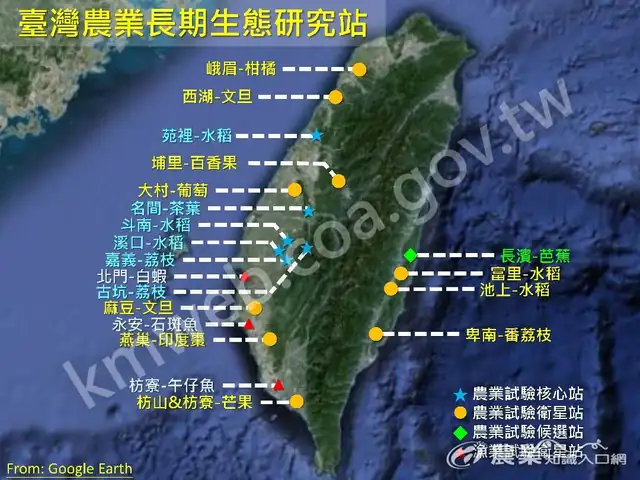 臺灣農業長期生態研究站
峨眉-柑橘
西湖-文旦
苑裡-水稻
埔里-百香果
大村-葡萄
名間-茶葉
斗南-水稻
溪口-水稻
嘉義-荔枝
北門-白蝦
古坑-荔枝
麻豆-文旦
永安-石斑魚
燕巢-印度棗
枋寮-午仔魚
枋山&枋寮-芒果
長濱-芭蕉
富里-水稻
池上-水稻
卑南-番荔枝
農業試驗核心站
農業試驗衛星站
農業試驗候選站
漁業試驗衛星站
農業知識入口網
From: Google Earth
kmweb.coa.gov.tw